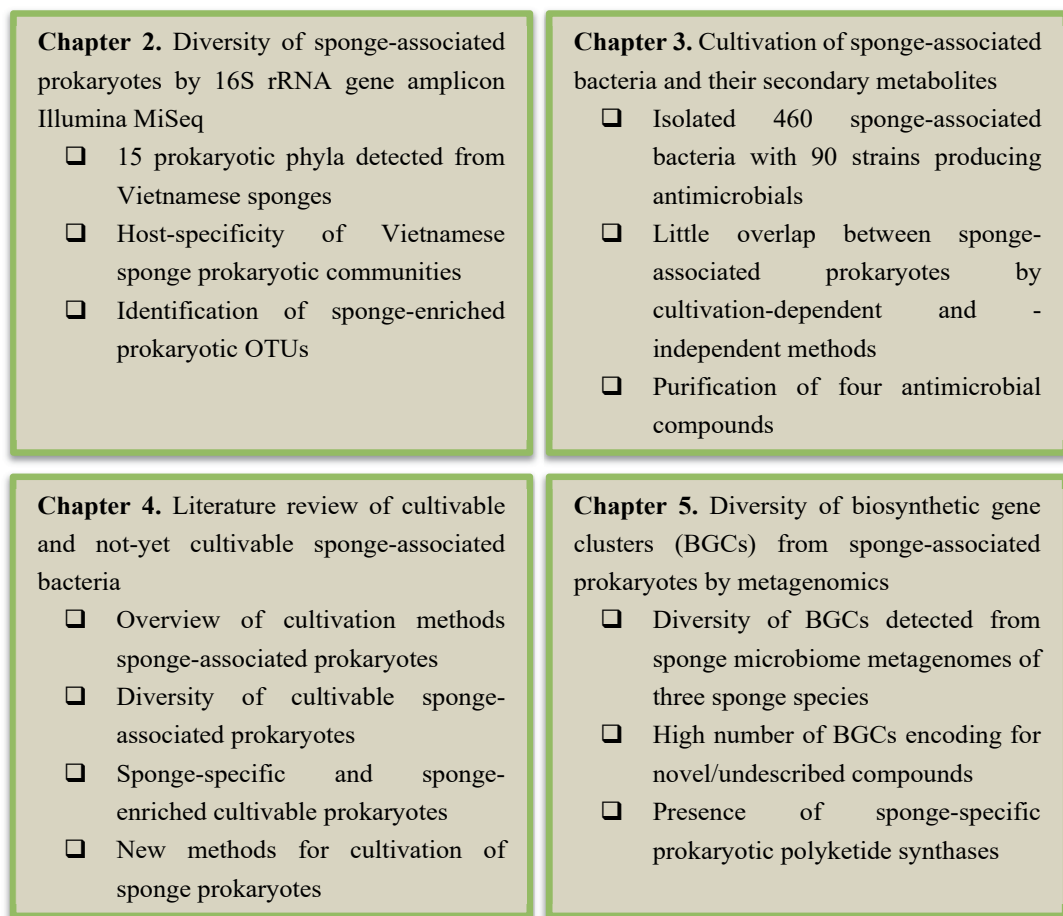 Chapter 2. Diversity of sponge-associated
prokaryotes by 16S rRNA gene amplicon
Illumina MiSeq
❑ 15 prokaryotic phyla detected from
Vietnamese sponges
❑ Host-specificity of Vietnamese
sponge prokaryotic communities
❑ Identification of sponge-enriched
prokaryotic OTUs
Chapter 3. Cultivation of sponge-associated
bacteria and their secondary metabolites
❑ Isolated 460 sponge-associated
bacteria with 90 strains producing
antimicrobials
❑ Little overlap between sponge-
associated prokaryotes by
cultivation-dependent and -
independent methods
❑ Purification of four antimicrobial
compounds
Chapter 4. Literature review of cultivable
and not-yet cultivable sponge-associated
bacteria
❑ Overview of cultivation methods
sponge-associated prokaryotes
❑ Diversity of cultivable sponge-
associated prokaryotes
❑ Sponge-specific and sponge-
enriched cultivable prokaryotes
❑ New methods for cultivation of
sponge prokaryotes
Chapter 5. Diversity of biosynthetic gene
clusters (BGCs) from sponge-associated
prokaryotes by metagenomics
❑ Diversity of BGCs detected from
sponge microbiome metagenomes of
three sponge species
❑ High number of BGCs encoding for
novel/undescribed compounds
❑ Presence of sponge-specific
prokaryotic polyketide synthases